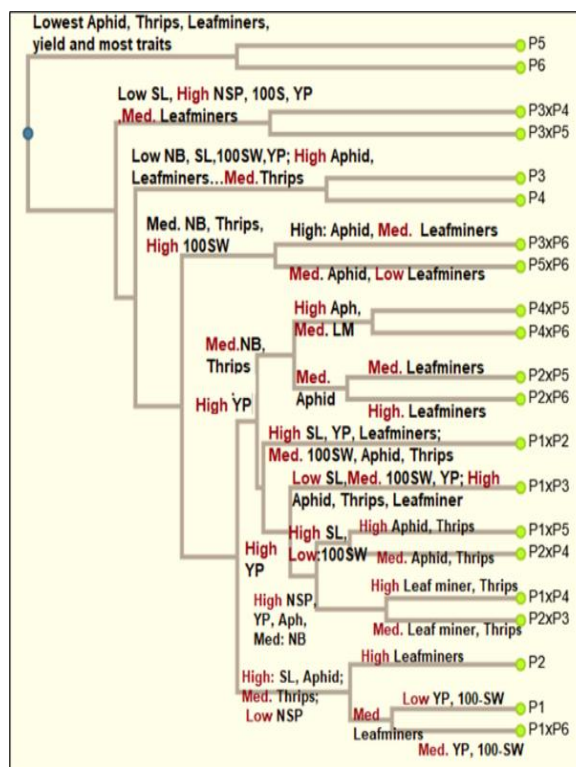 Lowest Aphid, Thrips, Leafminers,
yield and most traits
P5
P6
Low SL, High NSP, 100S, YP
,Med. Leafminers
P3xP4
P3xP5
Low NB, SL,100SW,YP; High Aphid,
Leafminers...Med.Thrips
P3
P4
Med. NB, Thrips,
High 100SW
High: Aphid, Med. Leafminers
P3xP6
Med. Aphid, Low Leafminers
P5xP6
High Aph,
Med. LM
P4xP5
P4xP6
Med.NB,
Thrips
High YP
Med.
Aphid
Med. Leafminers
P2xP5
High. Leafminers
P2xP6
High SL, YP, Leafminers;
Med. 100SW, Aphid, Thrips
P1xP2
Low SL,Med. 100SW, YP; High
Aphid, Thrips, Leafminer
P1xP3
High SL,
Low:100SW
High Aphid, Thrips
P1xP5
Med. Aphid, Thrips
P2xP4
High
YP
High NSP,
YP, Aph,
Med: NB
High Leaf miner, Thrips
P1xP4
Med. Leaf miner, Thrips
P2xP3
High: SL, Aphid;
Med. Thrips;
Low NSP
High Leafminers
P2
Med
Leafminers
Low YP, 100-SW
P1
P1xP6
Med. YP, 100-SW